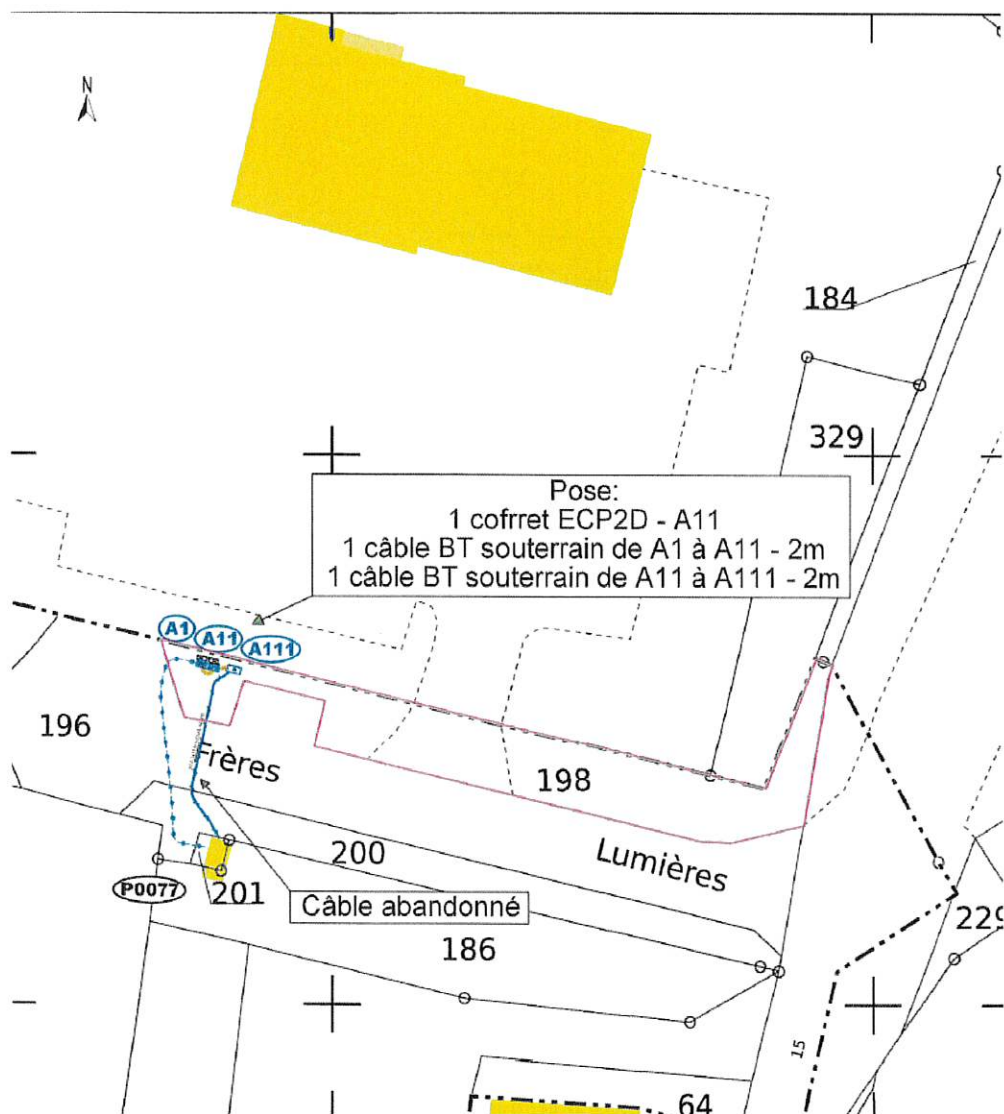 N
184
329
Pose:
1 cofrret ECP2D - A11
1 câble BT souterrain de A1 à A11 - 2m
1 câble BT souterrain de A11 à A111 - 2m
A1
A11
A111
196
Frères
198
200
Lumières
P0077
201
Câble abandonné
229
186
15
64